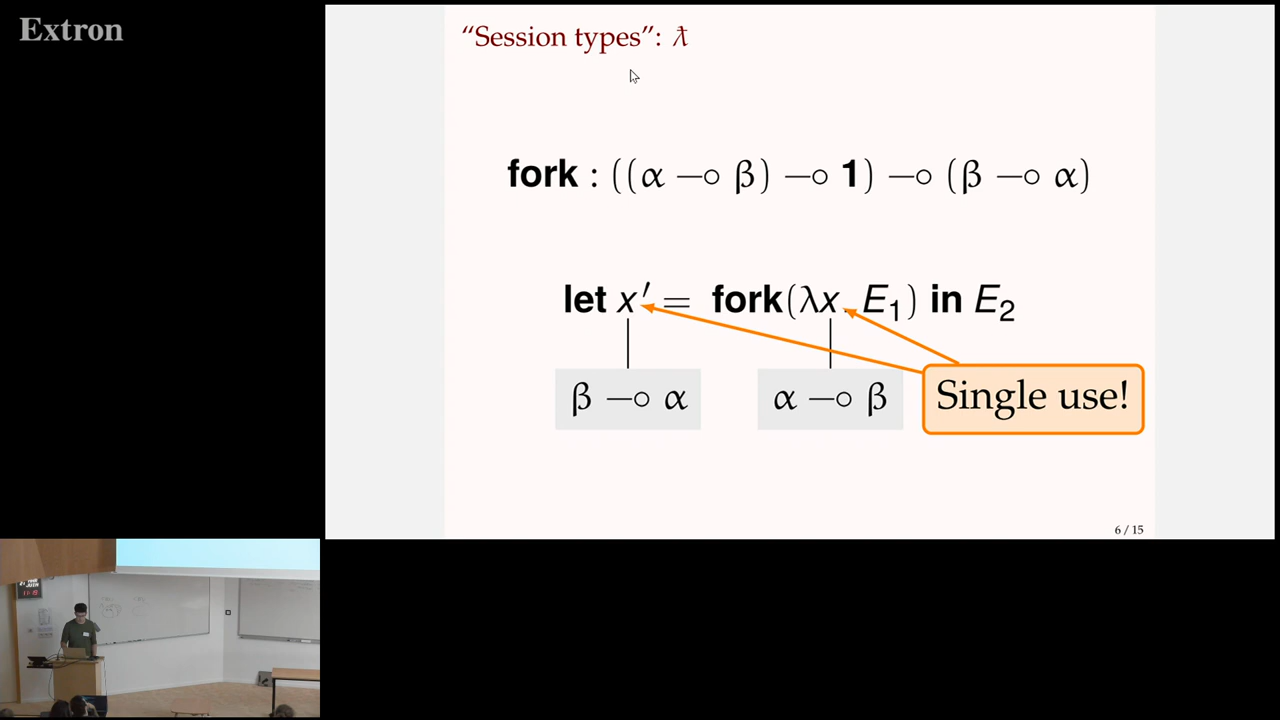 Extron
“Session types”: ƛ
fork : ((α ⊸ β) ⊸ 1) ⊸ (β ⊸ α)
let x′ = fork(λx. E₁) in E₂
β ⊸ α
α ⊸ β
Single use!
6 / 15